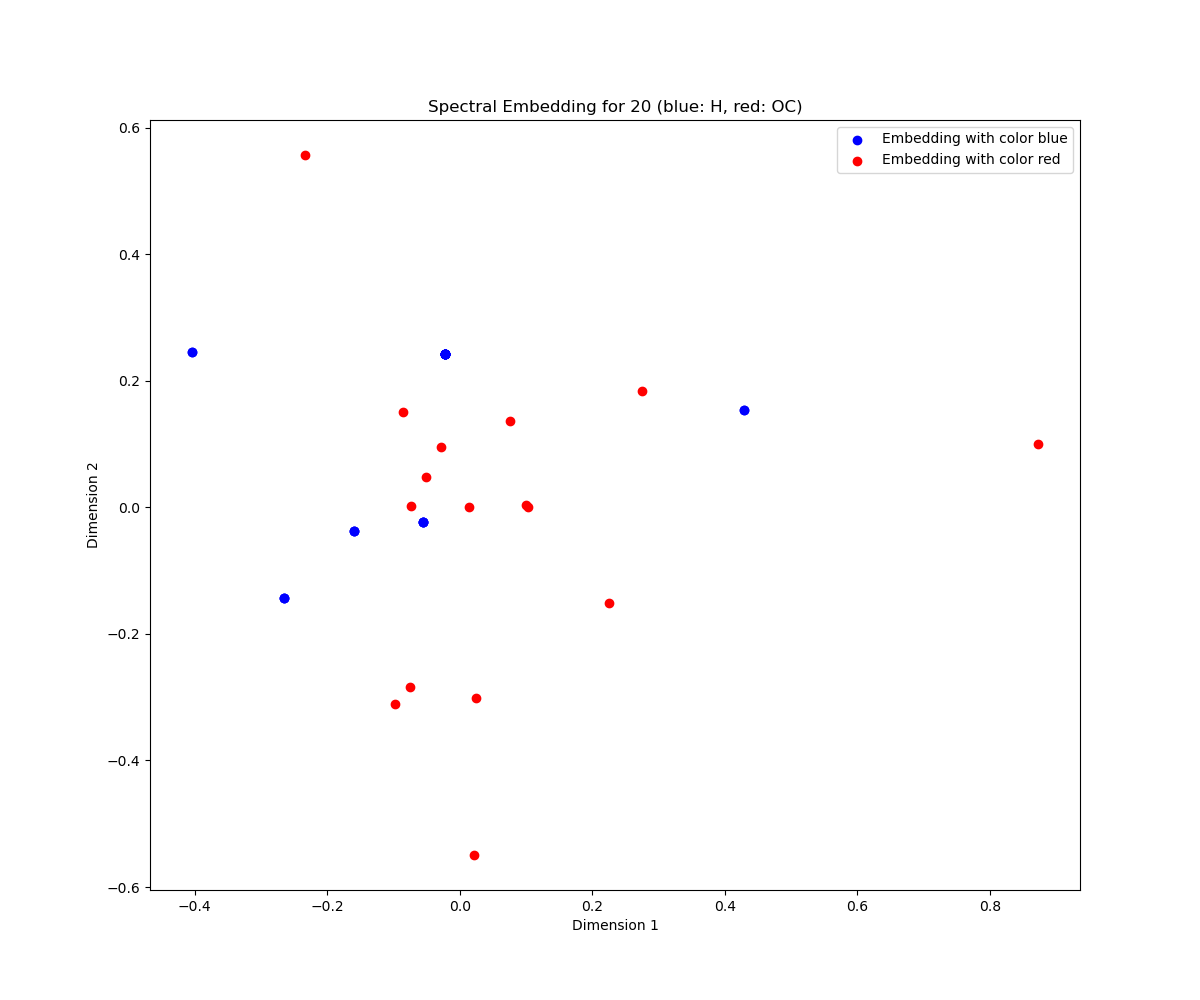 Spectral Embedding for 20 (blue: H, red: OC)
Embedding with color blue
Embedding with color red
0.6
0.4
0.2
0.0
−0.2
−0.4
−0.6
Dimension 2
−0.4 −0.2 0.0 0.2 0.4 0.6 0.8
Dimension 1